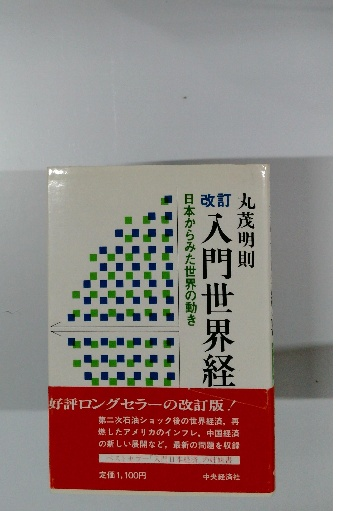 丸茂明則
改訂
入門世界経
日本からみた世界の動き
好評ロングセラーの改訂版!
第二次石油ショック後の世界経済、再
燃したアメリカのインフレ、中国経済
の新しい展開など、最新の問題を収録
定価1,100円
中央経済社